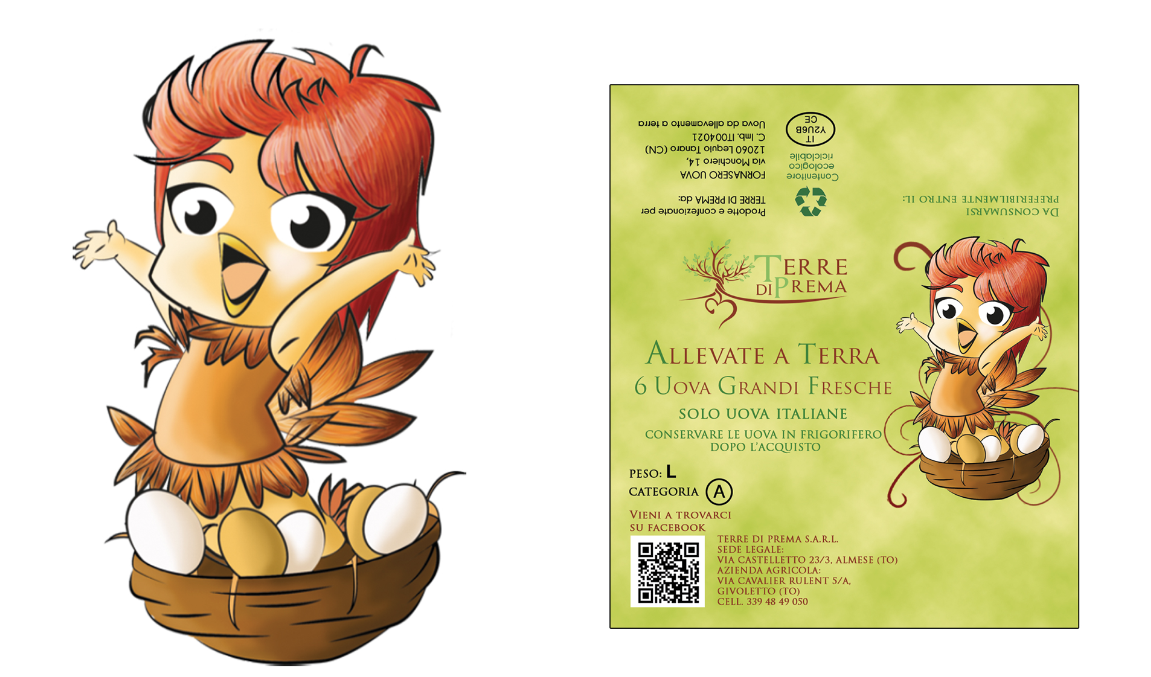 Prodotte e confezionate per
TERRE DI PREMA da:
FORNASERO UOVA
via Monchiero 14,
12060 Lequio Tanaro (CN)
C. Imb. IT004021
Uova da allevamento a terra
Contenitore
ecologico
riciclabile
IT
Y2U6B
CE
DA CONSUMARSI
PREFERIBILMENTE ENTRO IL:
TERRE
DI PREMA
ALLEVATE A TERRA
6 UOVA GRANDI FRESCHE
SOLO UOVA ITALIANE
CONSERVARE LE UOVA IN FRIGORIFERO
DOPO L'ACQUISTO
PESO: L
CATEGORIA A
VIENI A TROVARCI
SU FACEBOOK
TERRE DI PREMA S.A.R.L.
SEDE LEGALE:
VIA CASTELLETTO 23/3, ALMESE (TO)
AZIENDA AGRICOLA:
VIA CAVALIER RULENT 5/A,
GIVOLETTO (TO)
CELL. 339 48 49 050